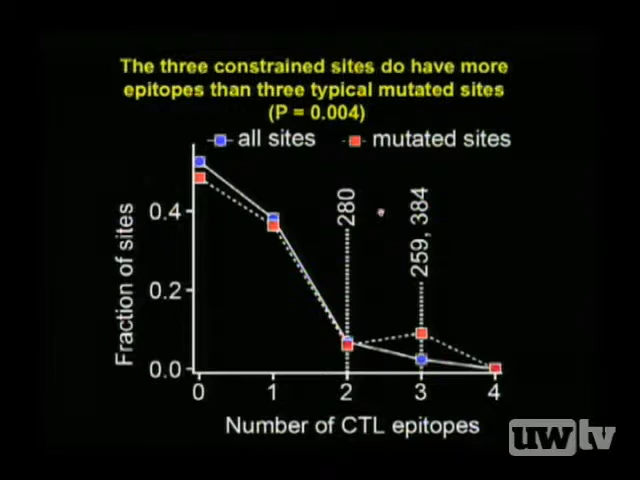 The three constrained sites do have more
epitopes than three typical mutated sites
(P = 0.004)
all sites
mutated sites
280
259, 384
0.4
0.2
0.0
Fraction of sites
0 1 2 3 4
Number of CTL epitopes
uwtv